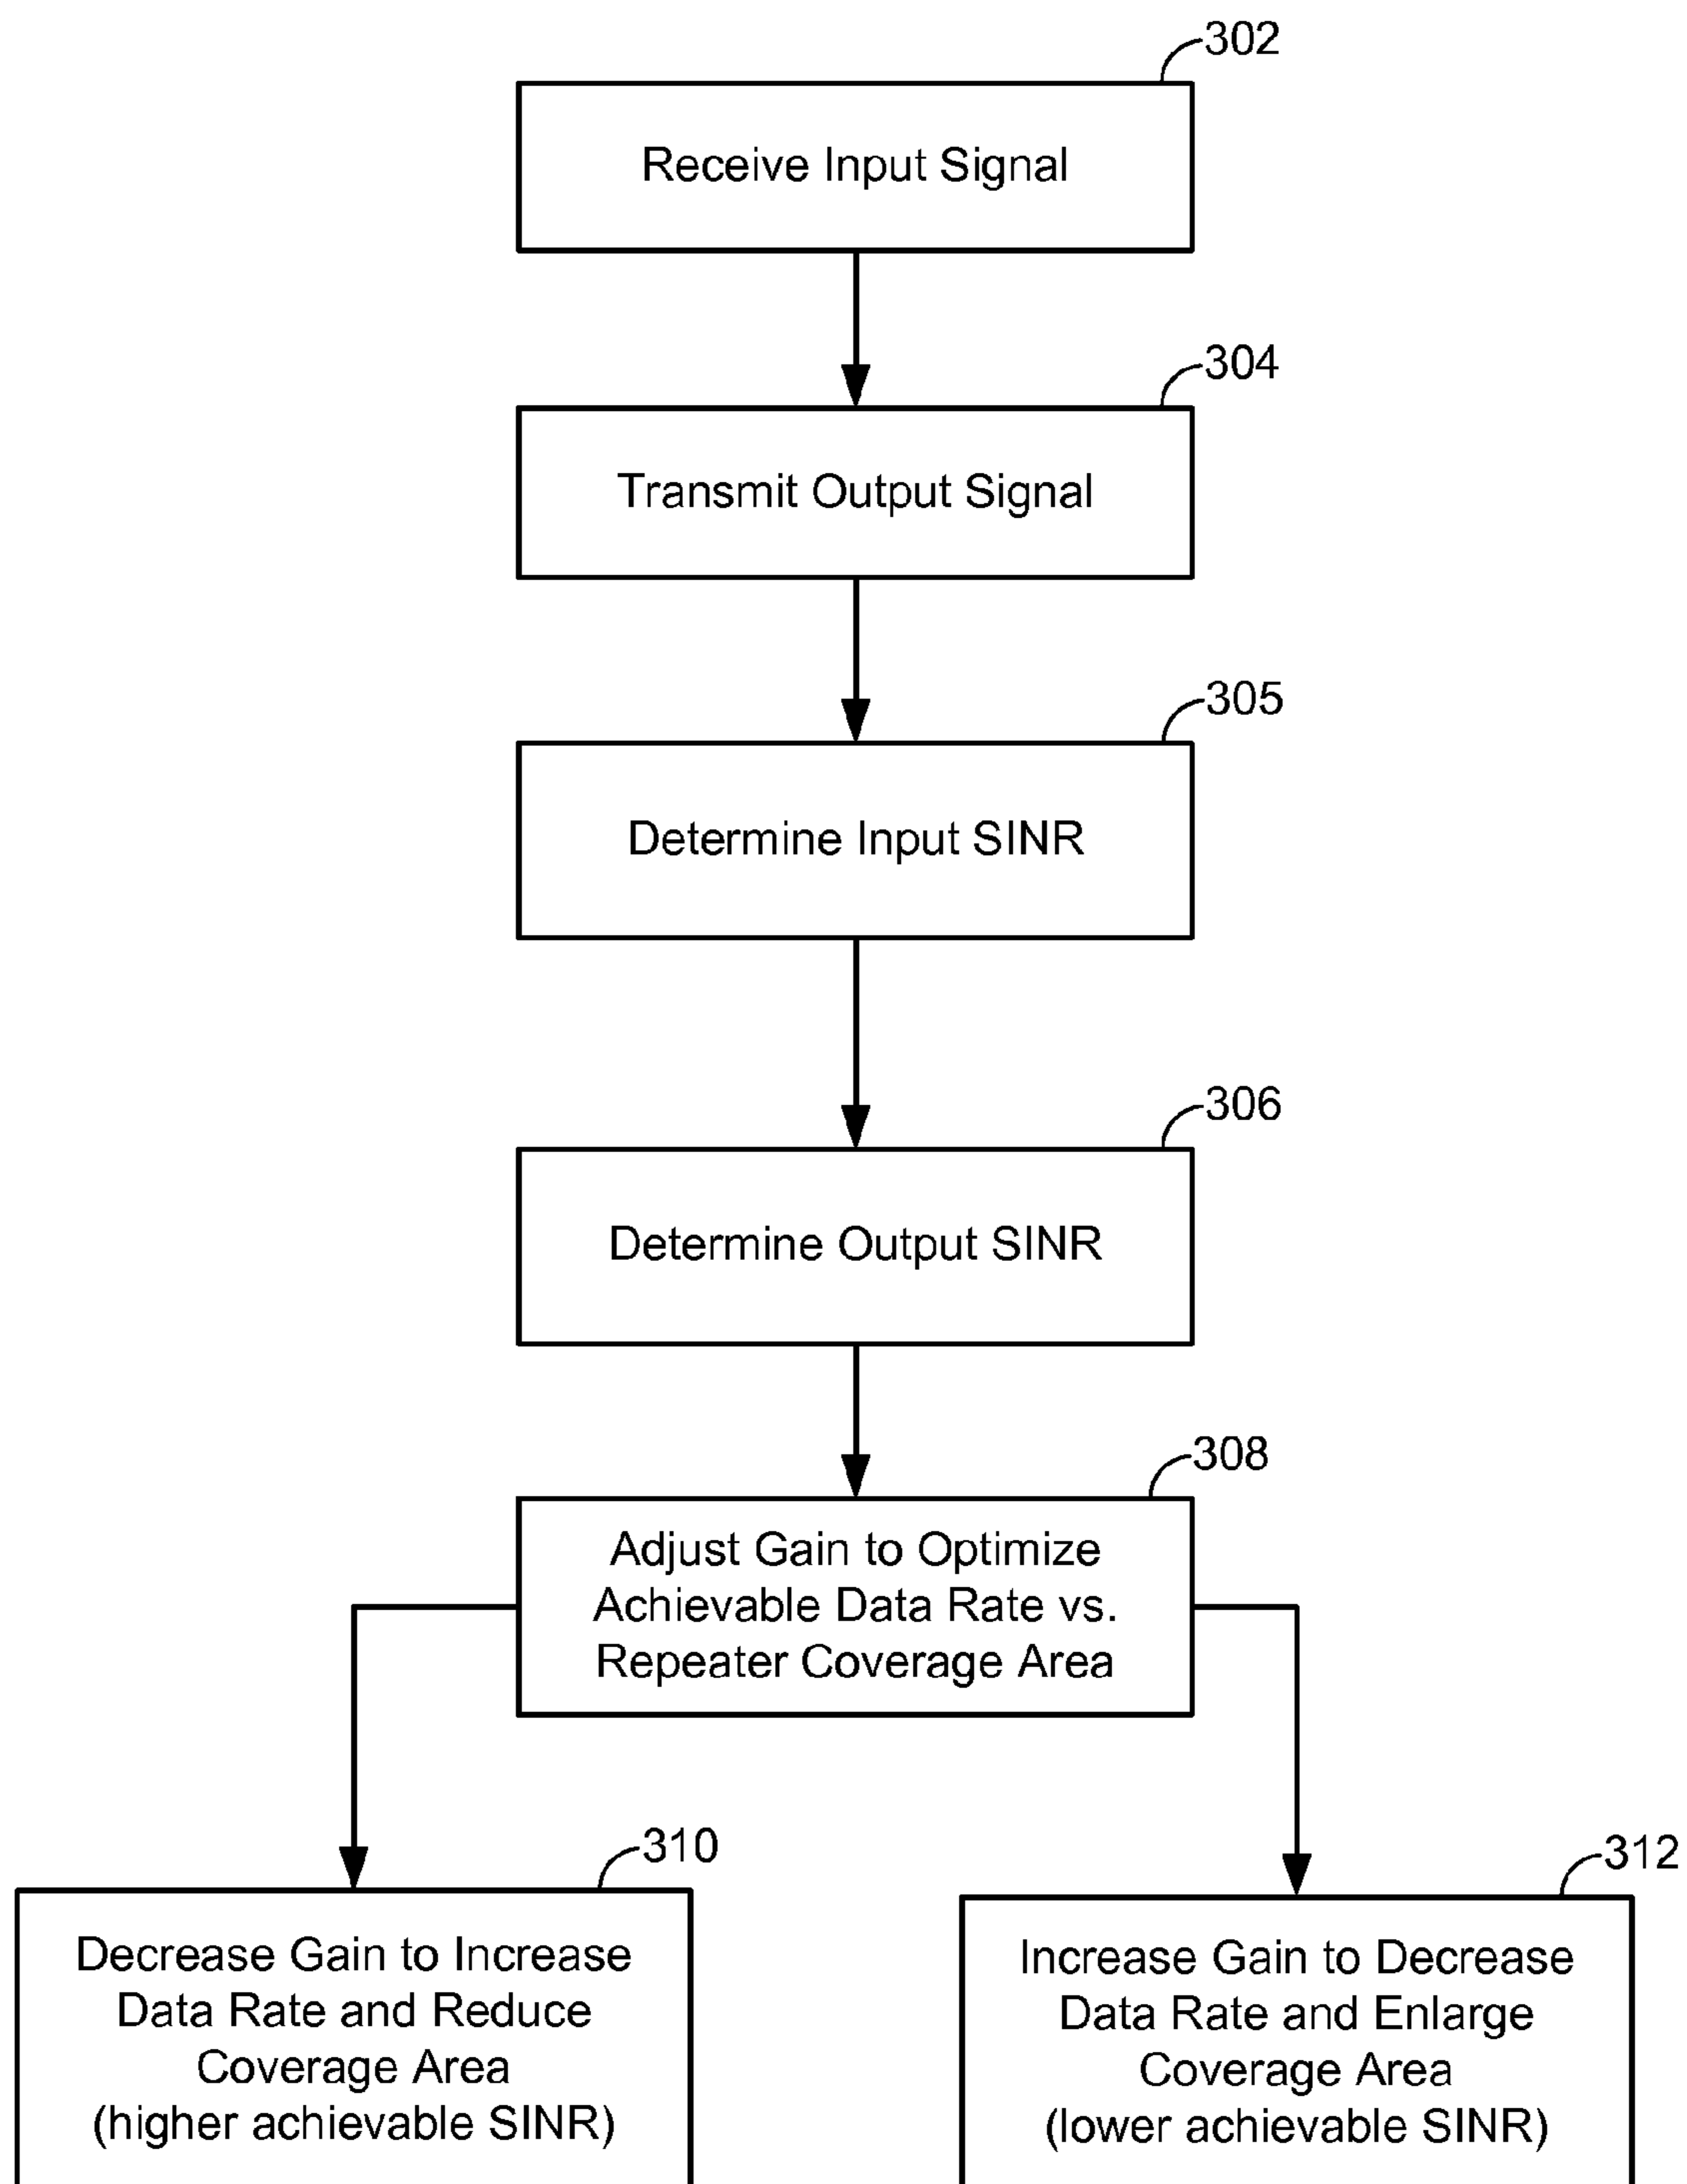 302
Receive Input Signal
304
Transmit Output Signal
305
Determine Input SINR
306
Determine Output SINR
308
Adjust Gain to Optimize
Achievable Data Rate vs.
Repeater Coverage Area
310
Decrease Gain to Increase
Data Rate and Reduce
Coverage Area
(higher achievable SINR)
312
Increase Gain to Decrease
Data Rate and Enlarge
Coverage Area
(lower achievable SINR)